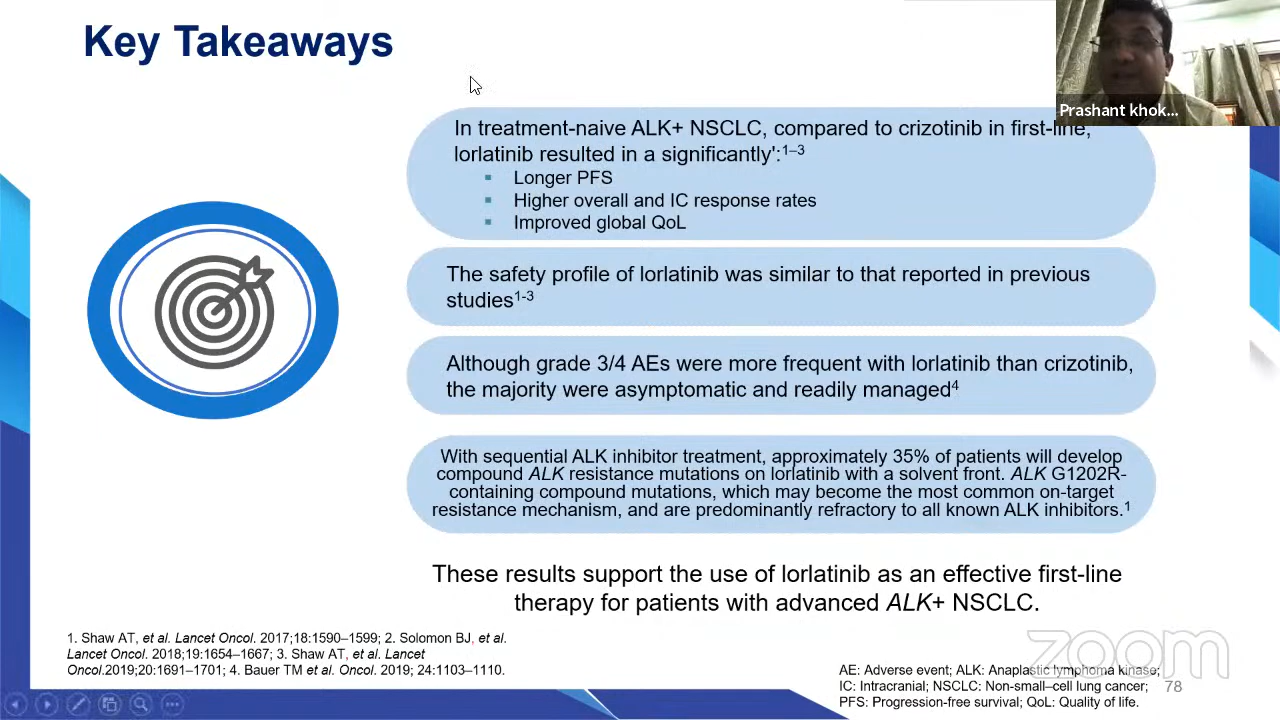 Key Takeaways
Prashant khok...
In treatment-naive ALK+ NSCLC, compared to crizotinib in first-line,
lorlatinib resulted in a significantly':1–3
▪ Longer PFS
▪ Higher overall and IC response rates
▪ Improved global QoL
The safety profile of lorlatinib was similar to that reported in previous
studies1-3
Although grade 3/4 AEs were more frequent with lorlatinib than crizotinib,
the majority were asymptomatic and readily managed4
With sequential ALK inhibitor treatment, approximately 35% of patients will develop
compound ALK resistance mutations on lorlatinib with a solvent front. ALK G1202R-
containing compound mutations, which may become the most common on-target
resistance mechanism, and are predominantly refractory to all known ALK inhibitors.1
These results support the use of lorlatinib as an effective first-line
therapy for patients with advanced ALK+ NSCLC.
1. Shaw AT, et al. Lancet Oncol. 2017;18:1590–1599; 2. Solomon BJ, et al.
Lancet Oncol. 2018;19:1654–1667; 3. Shaw AT, et al. Lancet
Oncol.2019;20:1691–1701; 4. Bauer TM et al. Oncol. 2019; 24:1103–1110.
zoom
AE: Adverse event; ALK: Anaplastic lymphoma kinase;
IC: Intracranial; NSCLC: Non-small–cell lung cancer;
PFS: Progression-free survival; QoL: Quality of life.
78